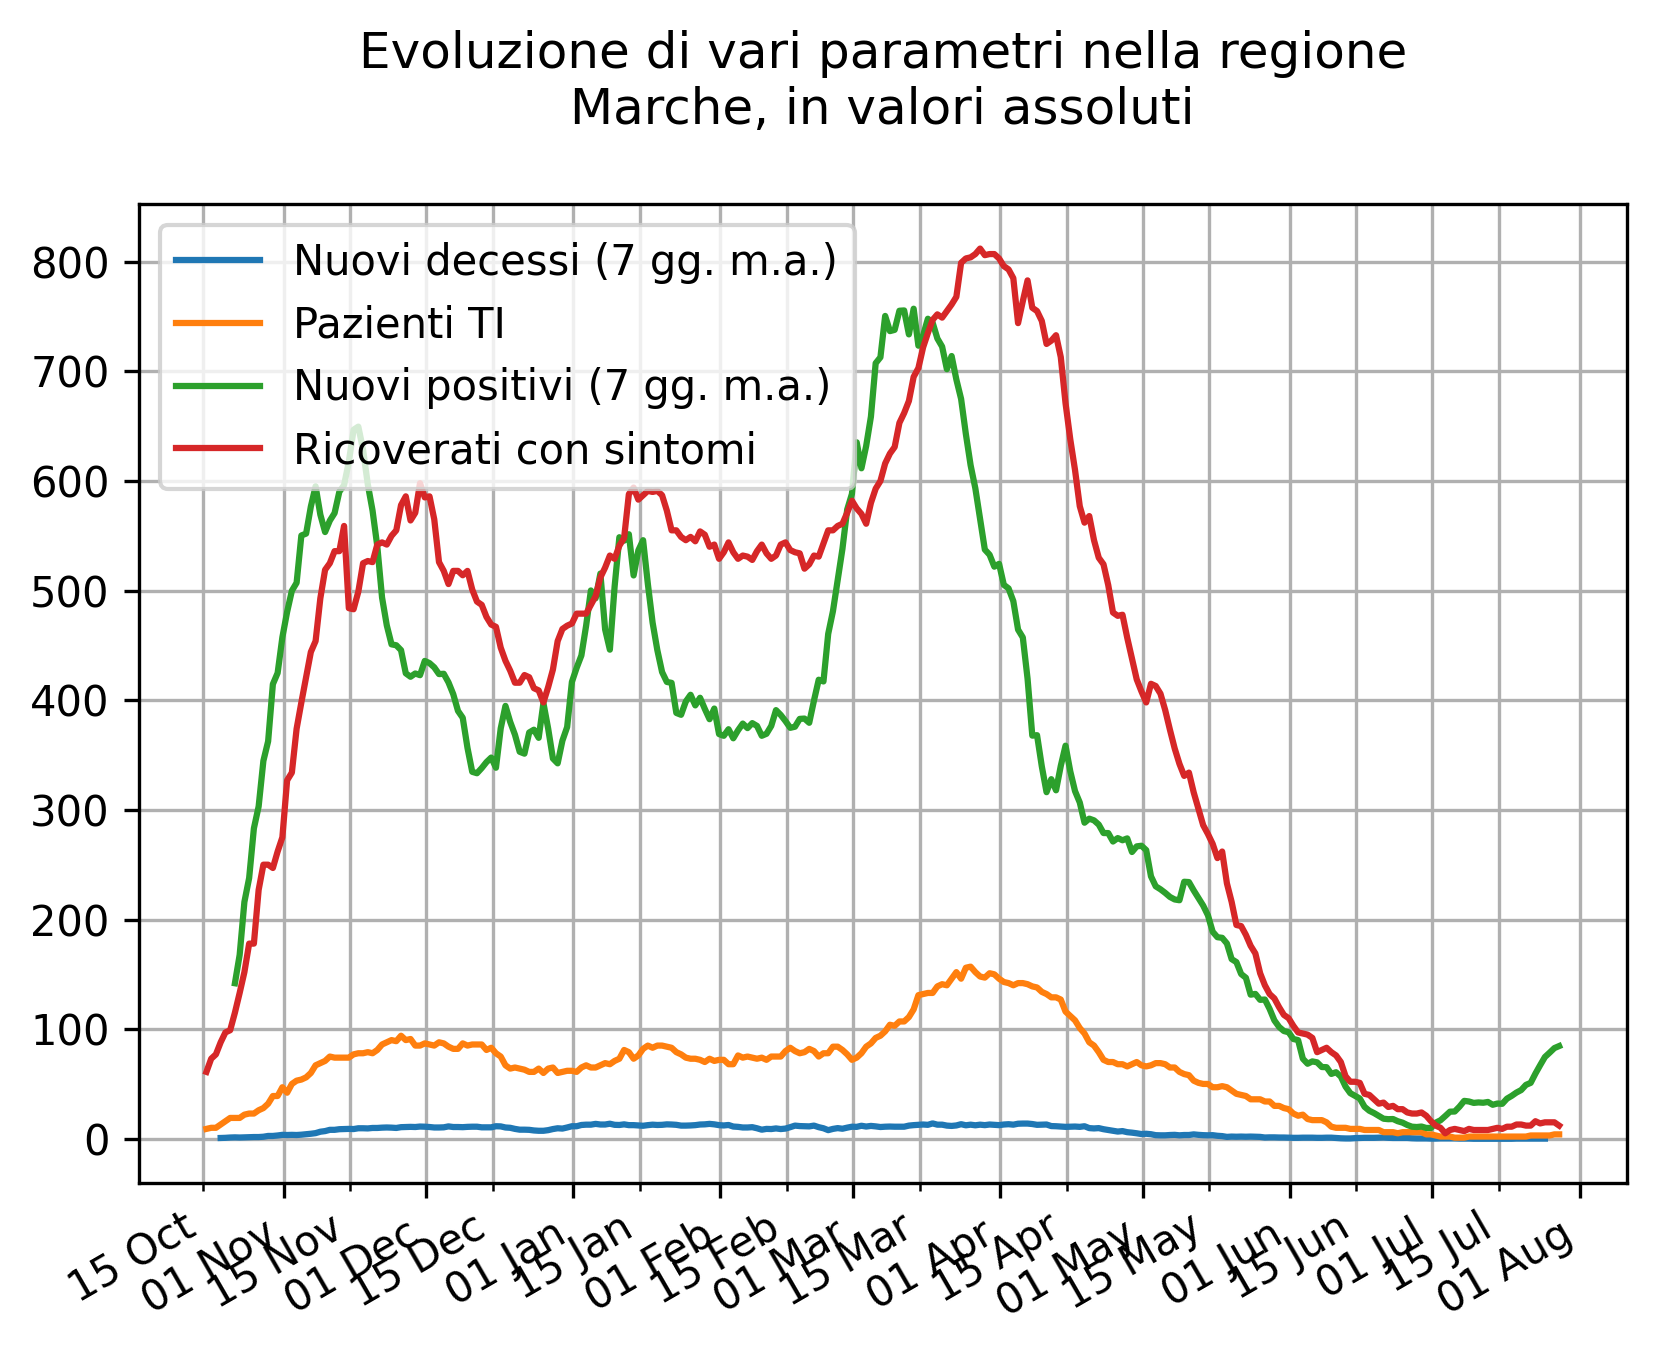 Evoluzione di vari parametri nella regione
Marche, in valori assoluti
Nuovi decessi (7 gg. m.a.)
Pazienti TI
Nuovi positivi (7 gg. m.a.)
Ricoverati con sintomi
800
700
600
500
400
300
200
100
0
15 Oct
01 Nov
15 Nov
01 Dec
15 Dec
01 Jan
15 Jan
01 Feb
15 Feb
01 Mar
15 Mar
01 Apr
15 Apr
01 May
15 May
01 Jun
15 Jun
01 Jul
15 Jul
01 Aug